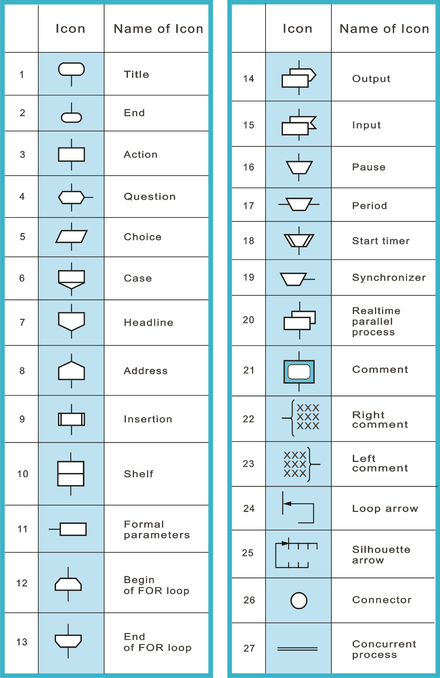 Icon Name of Icon
1 Title
2 End
3 Action
4 Question
5 Choice
6 Case
7 Headline
8 Address
9 Insertion
10 Shelf
11 Formal
parameters
12 Begin
of FOR loop
13 End
of FOR loop
Icon Name of Icon
14 Output
15 Input
16 Pause
17 Period
18 Start timer
19 Synchronizer
20 Realtime
parallel
process
21 Comment
22 XXX
XXX
XXX
Right
comment
23 XXX
XXX
XXX
Left
comment
24 Loop arrow
25 Silhouette
arrow
26 Connector
27 Concurrent
process